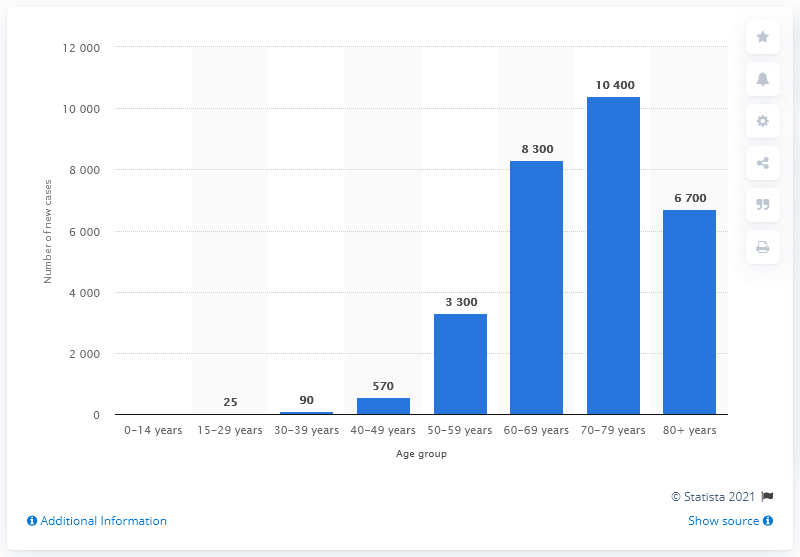 12 000
10 000
8 000
6 000
4 000
2 000
0
Number of new cases
25
90
570
3 300
8 300
10 400
6 700
0–14 years 15–29 years 30–39 years 40–49 years 50–59 years 60–69 years 70–79 years 80+ years
Age group
© Statista 2021
Additional Information
Show source